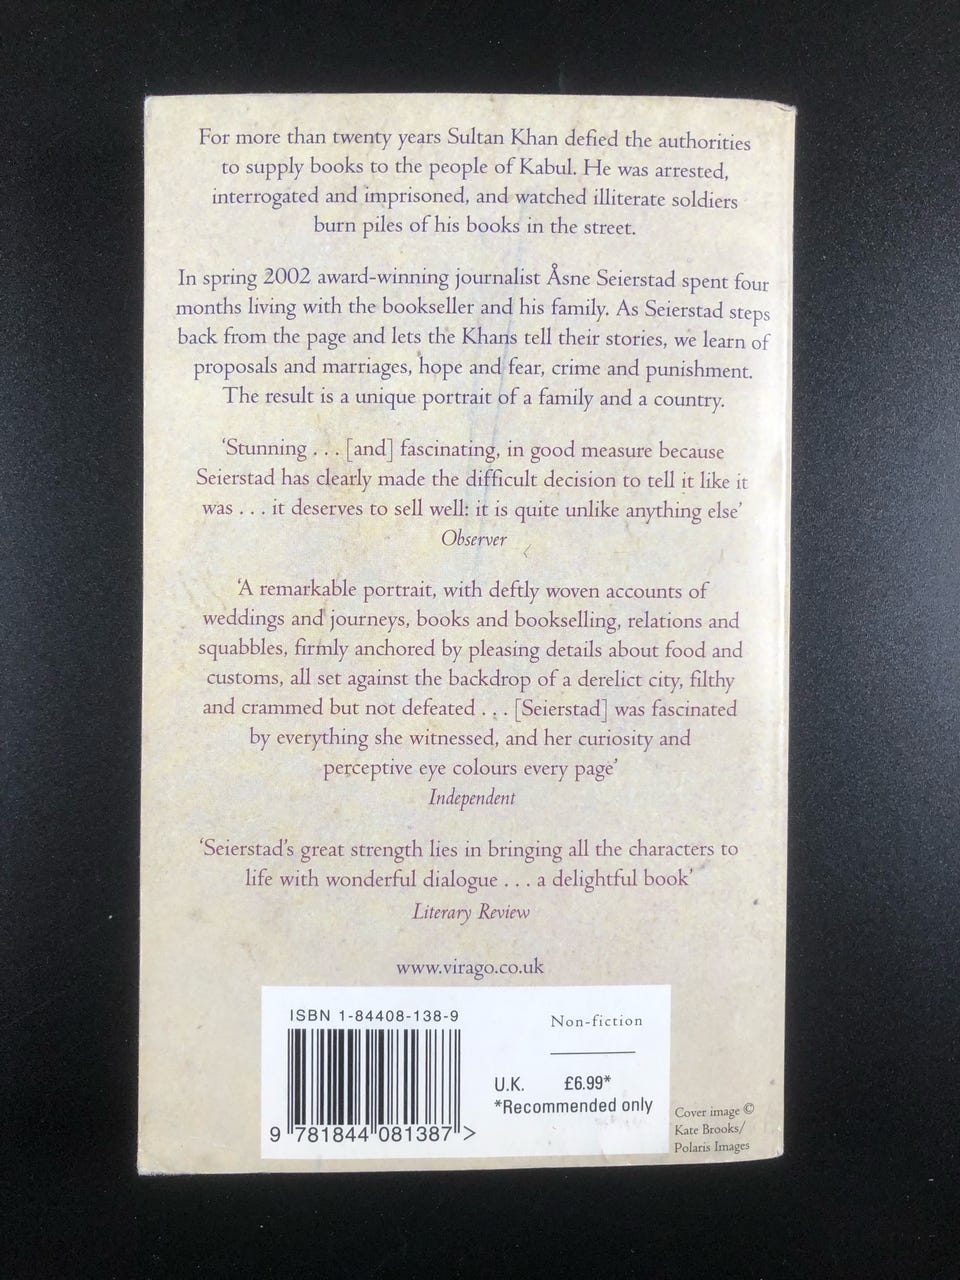 For more than twenty years Sultan Khan defied the authorities
to supply books to the people of Kabul. He was arrested,
interrogated and imprisoned, and watched illiterate soldiers
burn piles of his books in the street.
In spring 2002 award-winning journalist Åsne Seierstad spent four
months living with the bookseller and his family. As Seierstad steps
back from the page and lets the Khans tell their stories, we learn of
proposals and marriages, hope and fear, crime and punishment.
The result is a unique portrait of a family and a country.
‘Stunning . . . [and] fascinating, in good measure because
Seierstad has clearly made the difficult decision to tell it like it
was . . . it deserves to sell well: it is quite unlike anything else’
Observer
‘A remarkable portrait, with deftly woven accounts of
weddings and journeys, books and bookselling, relations and
squabbles, firmly anchored by pleasing details about food and
customs, all set against the backdrop of a derelict city, filthy
and crammed but not defeated . . . [Seierstad] was fascinated
by everything she witnessed, and her curiosity and
perceptive eye colours every page’
Independent
‘Seierstad’s great strength lies in bringing all the characters to
life with wonderful dialogue . . . a delightful book’
Literary Review
www.virago.co.uk
ISBN 1-84408-138-9
9 781844 081387 >
Non-fiction
U.K. £6.99*
*Recommended only
Cover image ©
Kate Brooks/
Polaris Images